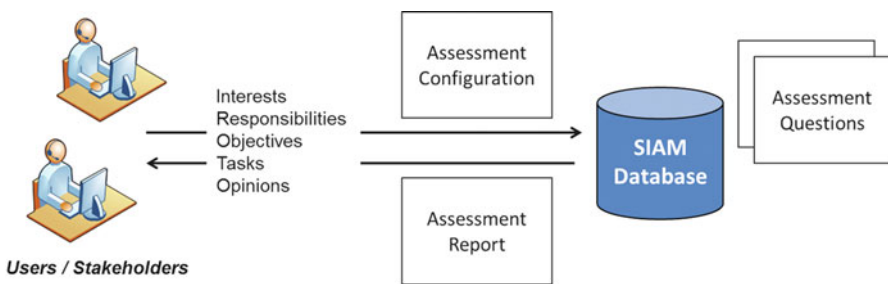 Interests
Responsibilities
Objectives
Tasks
Opinions
Users / Stakeholders
Assessment
Configuration
Assessment
Report
SIAM
Database
Assessment
Questions